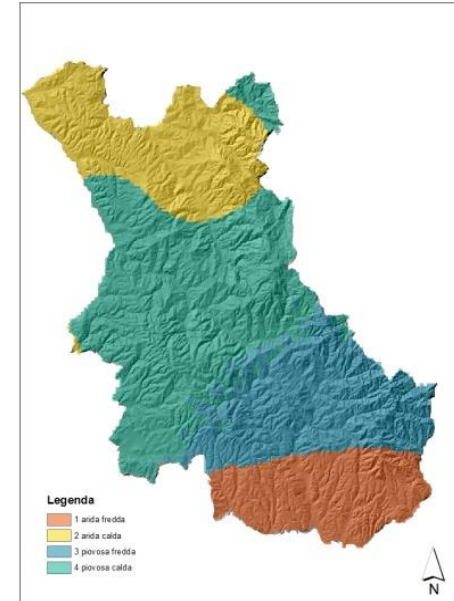 Legenda
1 arida fredda
2 arida calda
3 piovosa fredda
4 piovosa calda
N